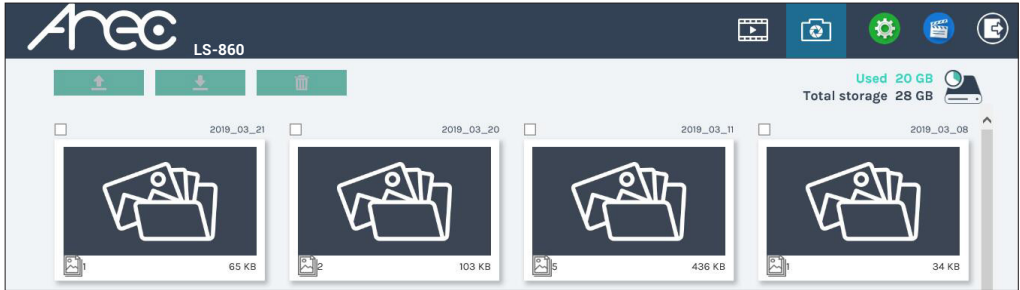 Arec
LS-860
Used 20 GB
Total storage 28 GB
2019_03_21
2019_03_20
2019_03_11
2019_03_08
1 65 KB
2 103 KB
5 436 KB
1 34 KB